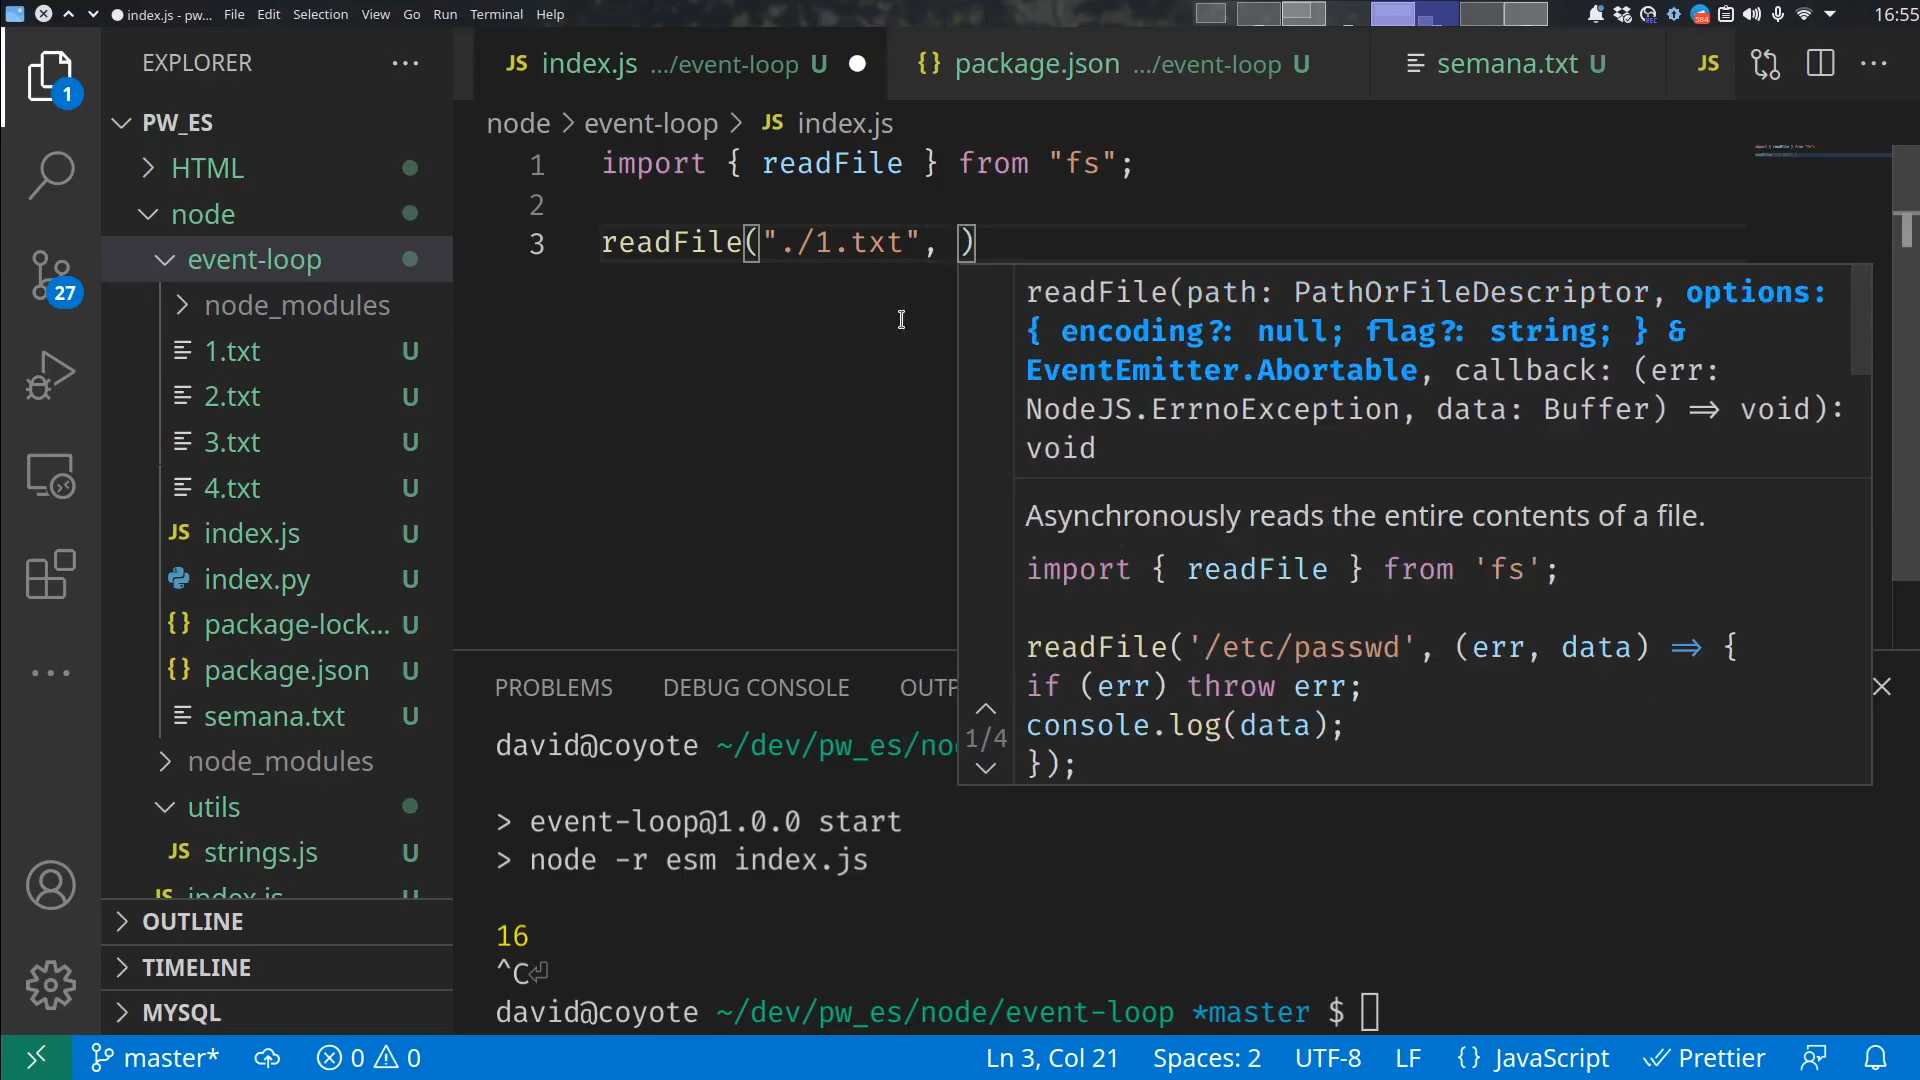 index.js - pw... File Edit Selection View Go Run Terminal Help 16:55
EXPLORER
1
PW_ES
HTML
node
event-loop
node_modules
1.txt U
2.txt U
3.txt U
4.txt U
JS index.js U
index.py U
{} package-lock... U
{} package.json U
semana.txt U
node_modules
utils
JS strings.js U
JS index.js U
OUTLINE
TIMELINE
MYSQL
27
JS index.js .../event-loop U
{} package.json .../event-loop U
semana.txt U
JS
node > event-loop > JS index.js
1 import { readFile } from "fs";
2
3 readFile("./1.txt", )
readFile(path: PathOrFileDescriptor, options:
{ encoding?: null; flag?: string; } &
EventEmitter.Abortable, callback: (err:
NodeJS.ErrnoException, data: Buffer) => void):
void
Asynchronously reads the entire contents of a file.
import { readFile } from 'fs';
readFile('/etc/passwd', (err, data) => {
if (err) throw err;
console.log(data);
});
1/4
PROBLEMS DEBUG CONSOLE OUTP
david@coyote ~/dev/pw_es/no
> event-loop@1.0.0 start
> node -r esm index.js
16
^C⏎
david@coyote ~/dev/pw_es/node/event-loop *master $
master* 0 0 Ln 3, Col 21 Spaces: 2 UTF-8 LF {} JavaScript Prettier